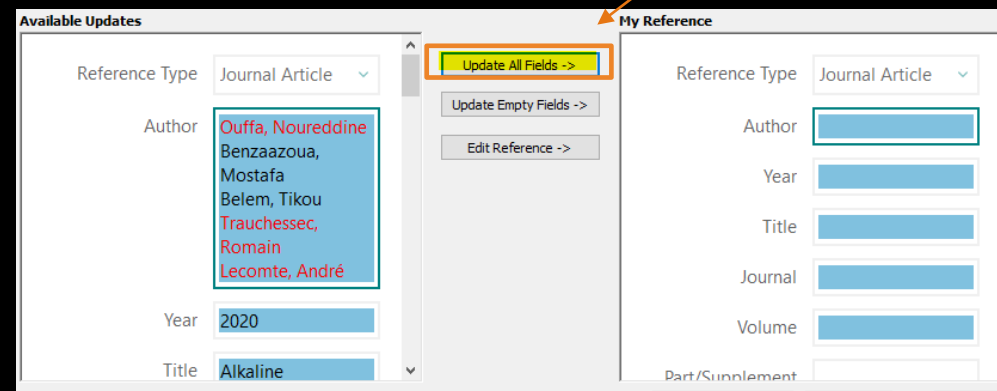 Available Updates
Reference Type Journal Article
Author Ouffa, Noureddine
Benzaazoua,
Mostafa
Belem, Tikou
Trauchessec,
Romain
Lecomte, André
Year 2020
Title Alkaline
Update All Fields ->
Update Empty Fields ->
Edit Reference ->
My Reference
Reference Type Journal Article
Author
Year
Title
Journal
Volume
Part/Supplement